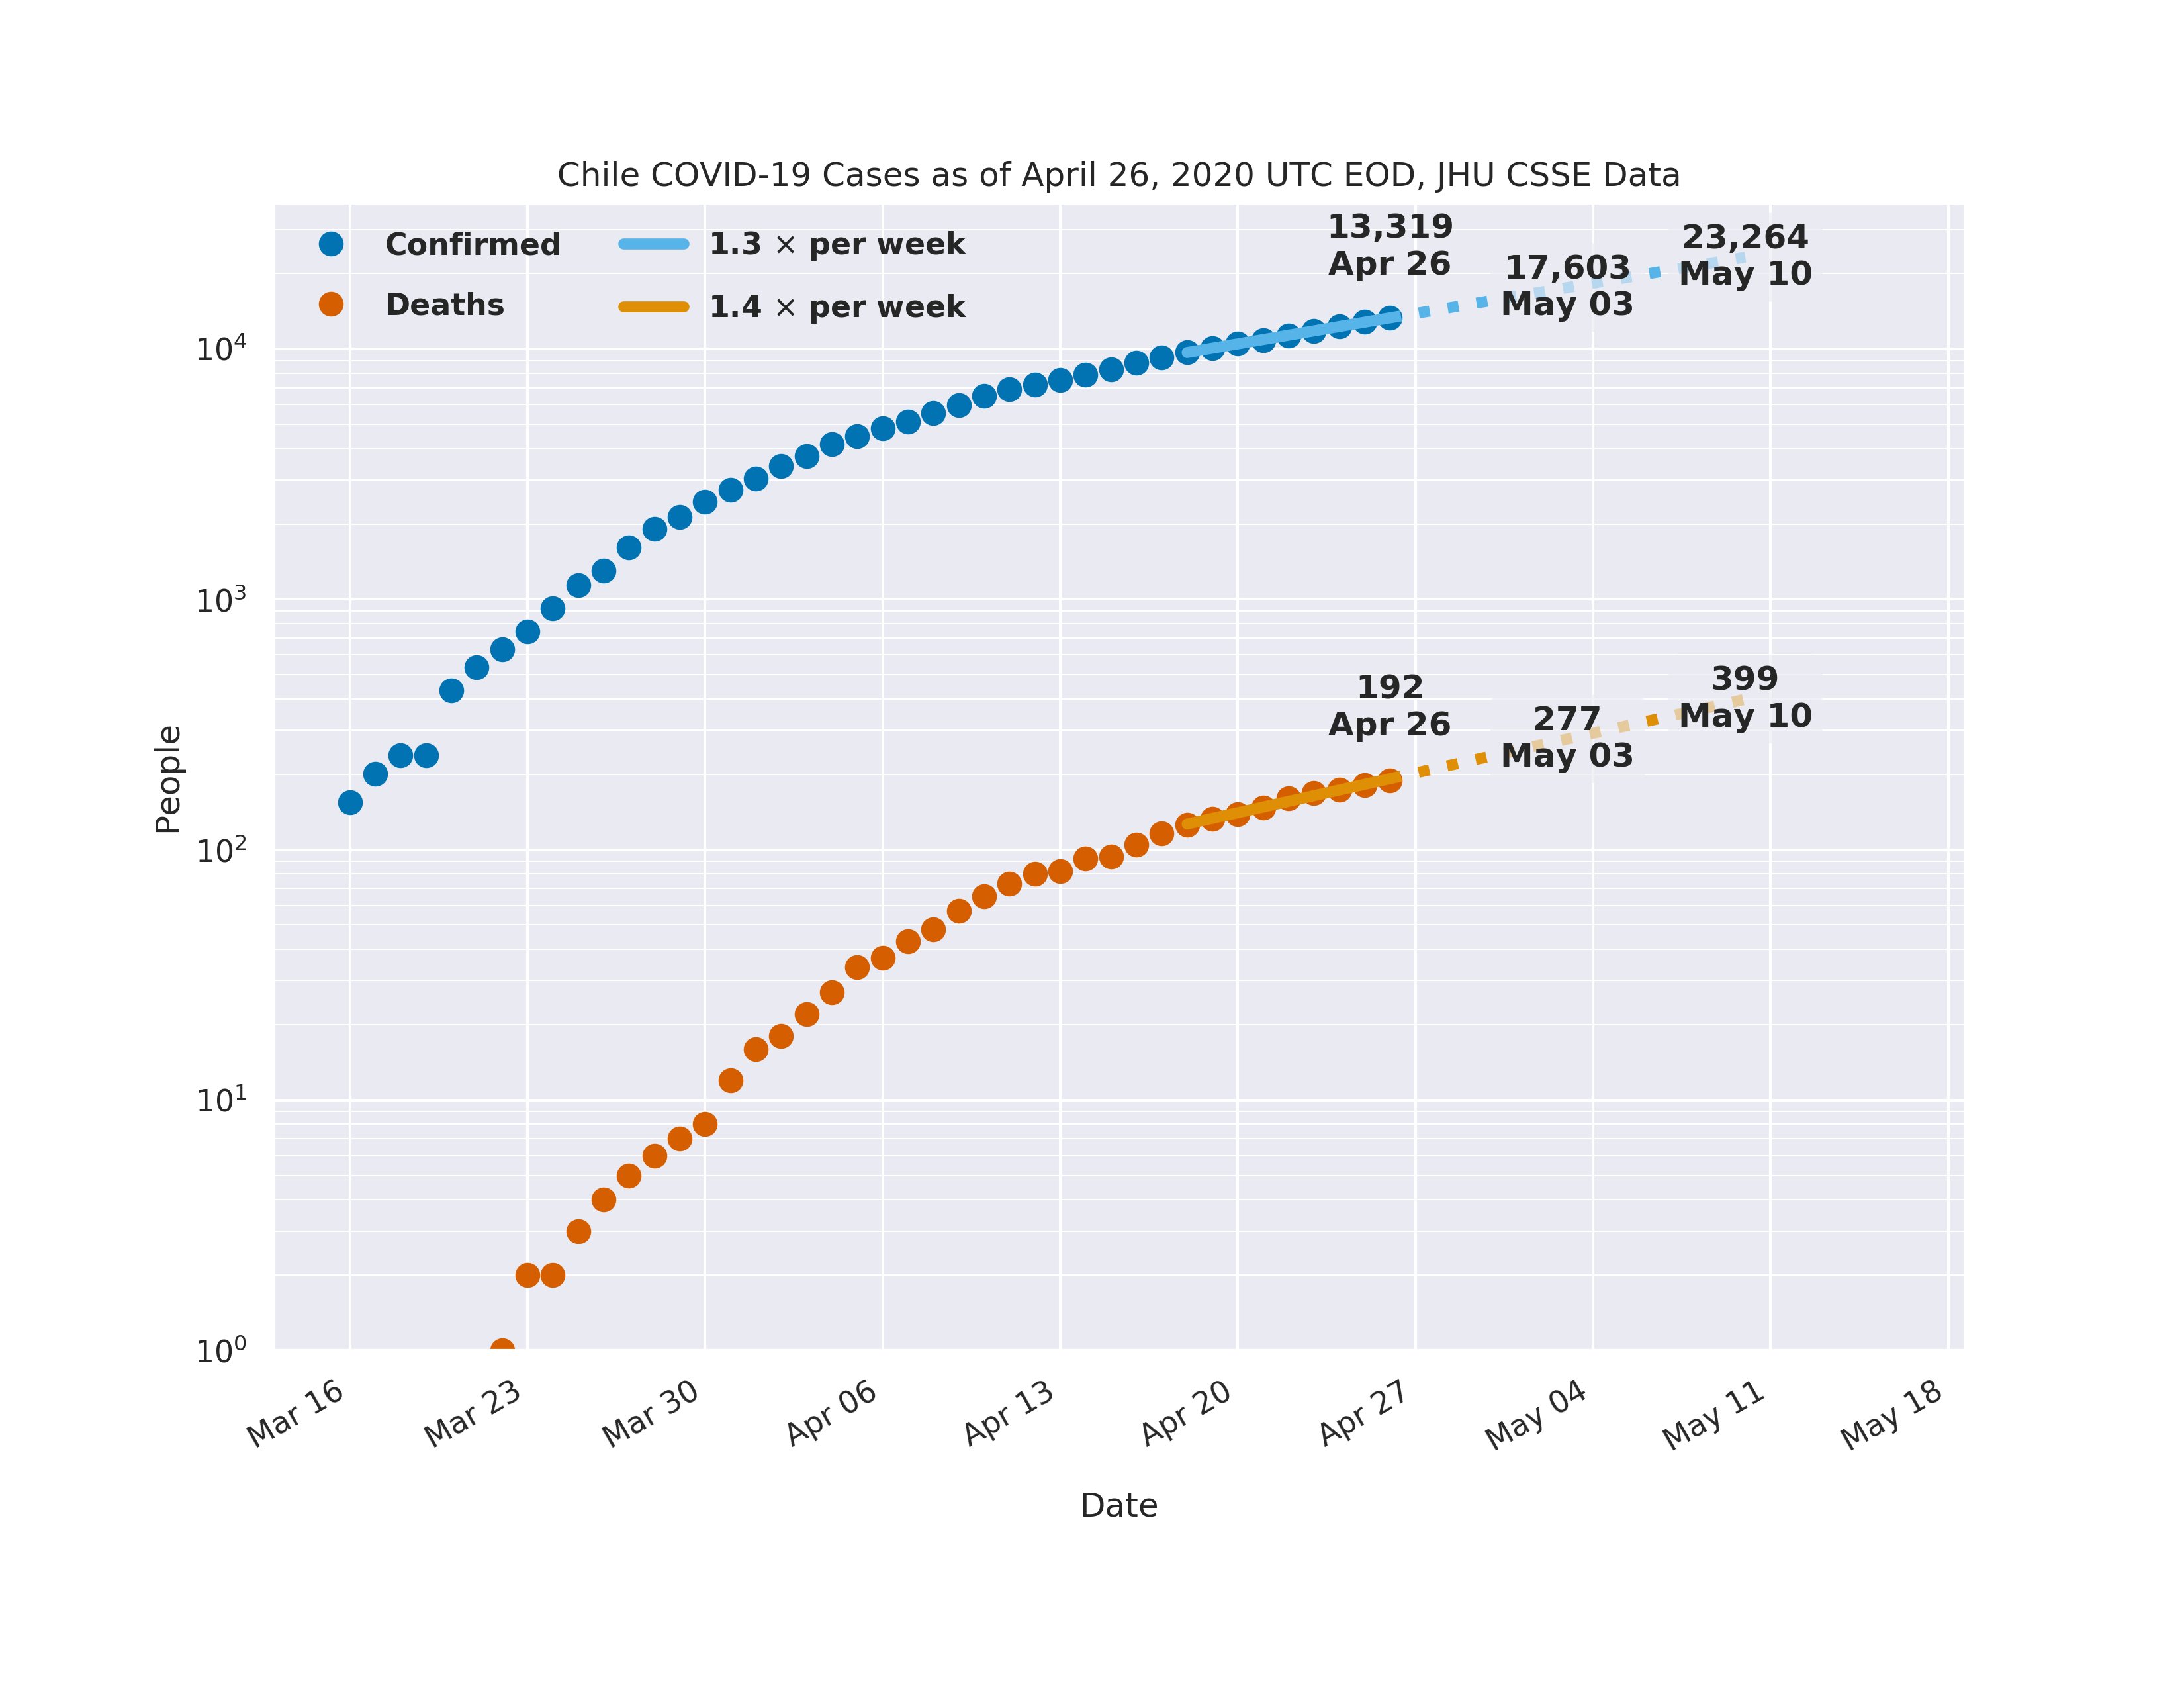 Chile COVID-19 Cases as of April 26, 2020 UTC EOD, JHU CSSE Data
Confirmed
Deaths
1.3 × per week
1.4 × per week
13,319
Apr 26
17,603
May 03
23,264
May 10
192
Apr 26
277
May 03
399
May 10
People
10⁴
10³
10²
10¹
10⁰
Mar 16
Mar 23
Mar 30
Apr 06
Apr 13
Apr 20
Apr 27
May 04
May 11
May 18
Date